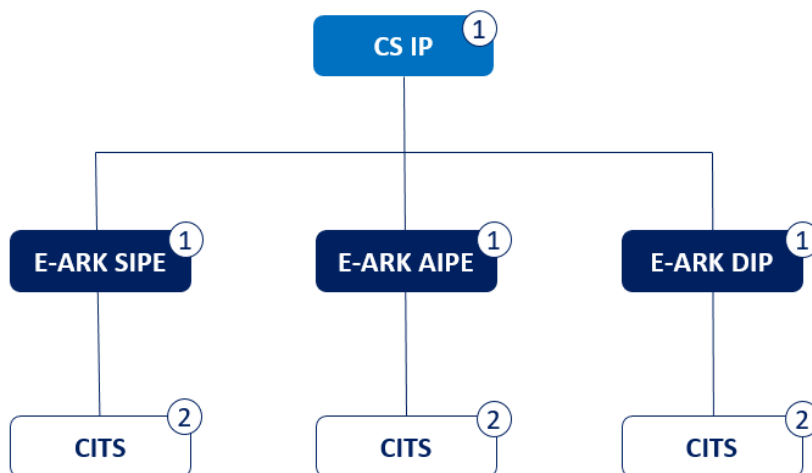 CS IP
1
E-ARK SIPE
1
E-ARK AIPE
1
E-ARK DIP
1
CITS
2
CITS
2
CITS
2